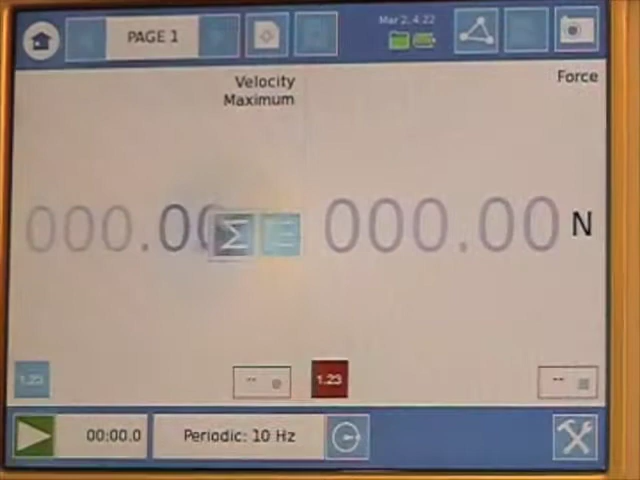 PAGE 1
Mar 2, 4:22
Velocity
Maximum
Force
000.00
000.00 N
Σ
1.23
--
1.23
--
00:00.0
Periodic: 10 Hz